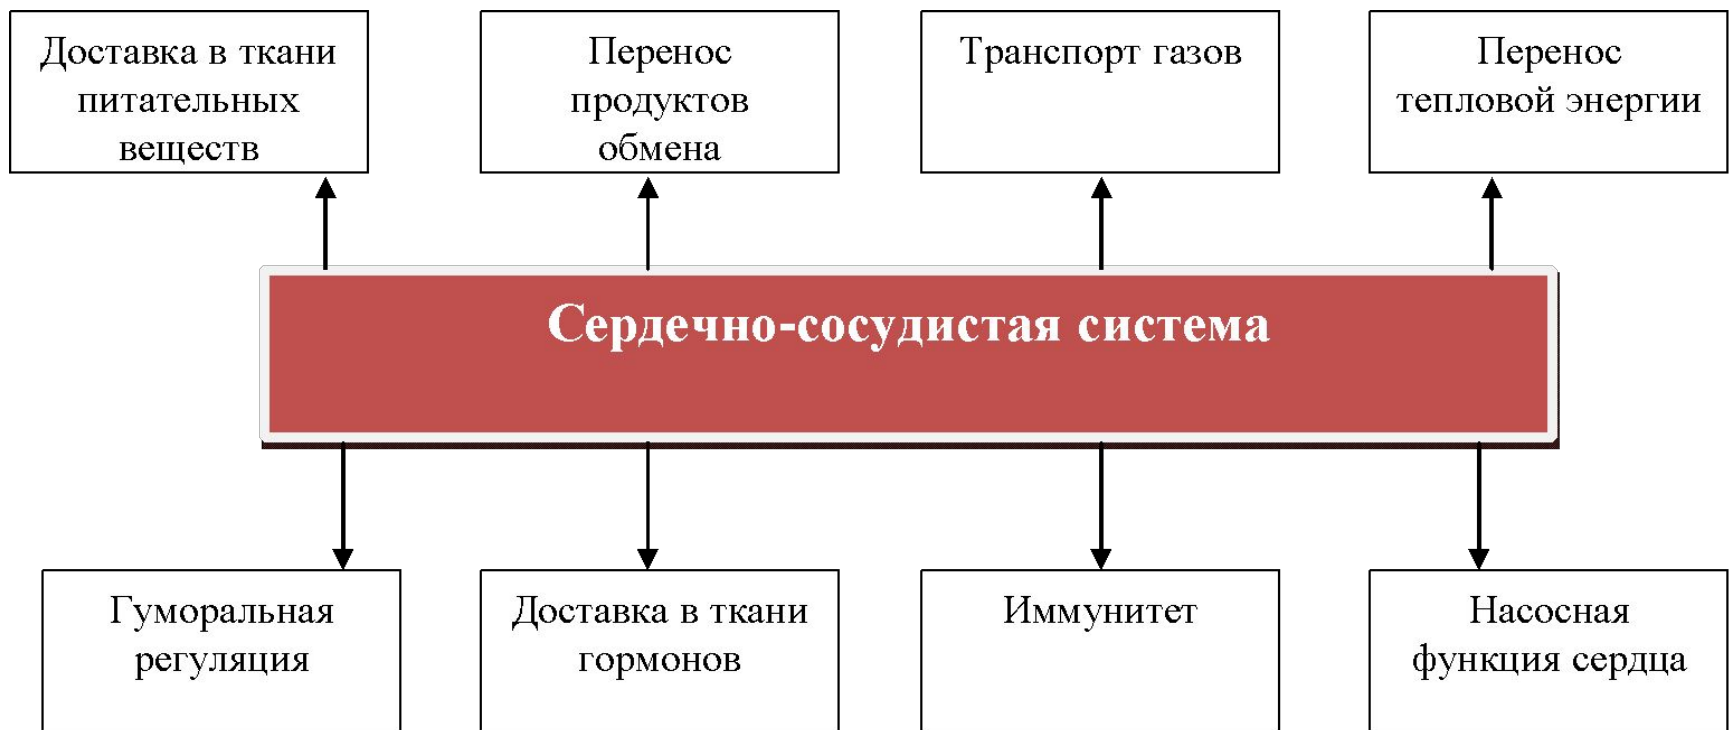 Доставка в ткани
питательных
веществ
Перенос
продуктов
обмена
Транспорт газов
Перенос
тепловой энергии
Сердечно-сосудистая система
Гуморальная
регуляция
Доставка в ткани
гормонов
Иммунитет
Насосная
функция сердца